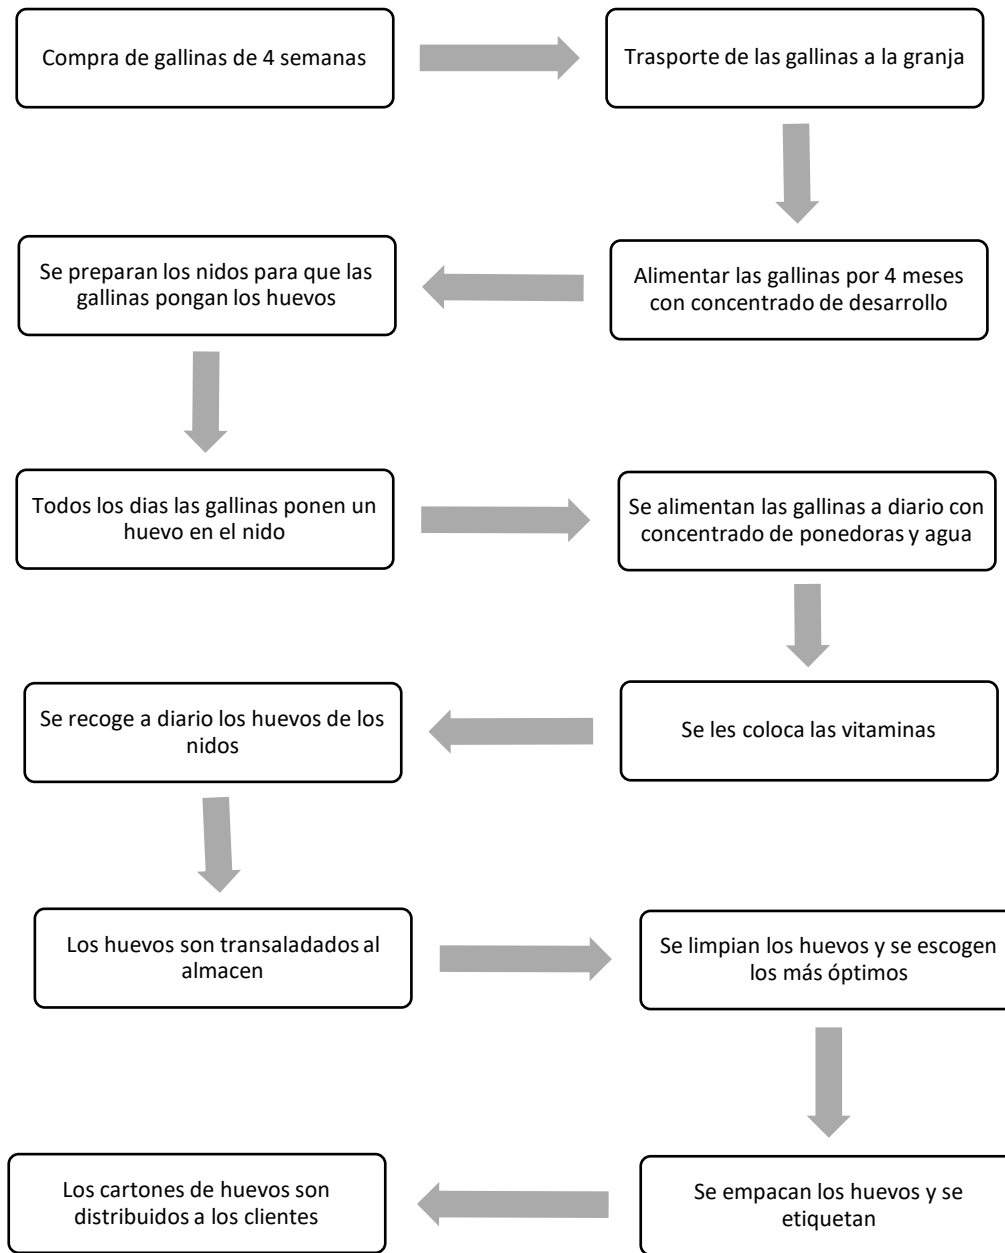 Compra de gallinas de 4 semanas
Trasporte de las gallinas a la granja
Alimentar las gallinas por 4 meses
con concentrado de desarrollo
Se preparan los nidos para que las
gallinas pongan los huevos
Todos los dias las gallinas ponen un
huevo en el nido
Se alimentan las gallinas a diario con
concentrado de ponedoras y agua
Se les coloca las vitaminas
Se recoge a diario los huevos de los
nidos
Los huevos son transaladados al
almacen
Se limpian los huevos y se escogen
los más óptimos
Se empacan los huevos y se
etiquetan
Los cartones de huevos son
distribuidos a los clientes